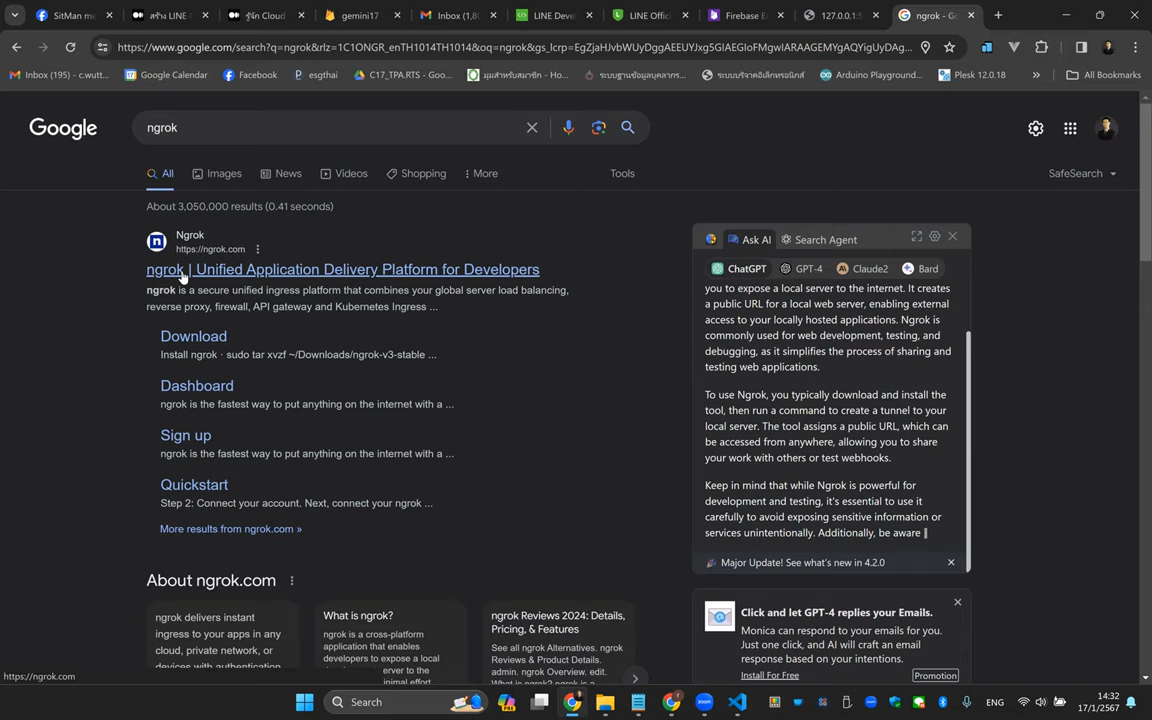 SitMan me
สร้าง LINE
รู้จัก Cloud
gemini17 -
Inbox (1,8
LINE Deve
LINE Offic
Firebase E
127.0.0.1:5
ngrok - Go
https://www.google.com/search?q=ngrok&rlz=1C1ONGR_enTH1014TH1014&oq=ngrok&gs_lcrp=EgZjaHJvbWUyDggAEEUYJxg5GIAEGIoFMgwIARAAGEMYgAQYigUyDAg...
Inbox (195) - c.wutt...
Google Calendar
Facebook
esgthai
C17_TPA.RTS - Goo...
มุมสำหรับสมาชิก - Ho...
ระบบฐานข้อมูลบุคลากร...
ระบบบริจาคอิเล็กทรอนิกส์
Arduino Playground...
Plesk 12.0.18
All Bookmarks
Google
ngrok
All
Images
News
Videos
Shopping
More
Tools
SafeSearch
About 3,050,000 results (0.41 seconds)
Ngrok
https://ngrok.com
ngrok | Unified Application Delivery Platform for Developers
ngrok is a secure unified ingress platform that combines your global server load balancing,
reverse proxy, firewall, API gateway and Kubernetes Ingress ...
Download
Install ngrok · sudo tar xvzf ~/Downloads/ngrok-v3-stable ...
Dashboard
ngrok is the fastest way to put anything on the internet with a ...
Sign up
ngrok is the fastest way to put anything on the internet with a ...
Quickstart
Step 2: Connect your account. Next, connect your ngrok ...
More results from ngrok.com »
About ngrok.com
ngrok delivers instant
ingress to your apps in any
cloud, private network, or
devices with authentication
What is ngrok?
ngrok is a cross-platform
application that enables
developers to expose a local
server to the
ngrok Reviews 2024: Details,
Pricing, & Features
See all ngrok Alternatives. ngrok
Reviews & Product Details.
admin. ngrok Overview. edit.
Ask AI
Search Agent
ChatGPT
GPT-4
Claude2
Bard
you to expose a local server to the internet. It creates
a public URL for a local web server, enabling external
access to your locally hosted applications. Ngrok is
commonly used for web development, testing, and
debugging, as it simplifies the process of sharing and
testing web applications.
To use Ngrok, you typically download and install the
tool, then run a command to create a tunnel to your
local server. The tool assigns a public URL, which can
be accessed from anywhere, allowing you to share
your work with others or test webhooks.
Keep in mind that while Ngrok is powerful for
development and testing, it's essential to use it
carefully to avoid exposing sensitive information or
services unintentionally. Additionally, be aware
Major Update! See what's new in 4.2.0
Click and let GPT-4 replies your Emails.
Monica can respond to your emails for you.
Just one click, and AI will craft an email
response based on your intentions.
Install For Free
Promotion
https://ngrok.com
Search
ENG
14:32
17/1/2567